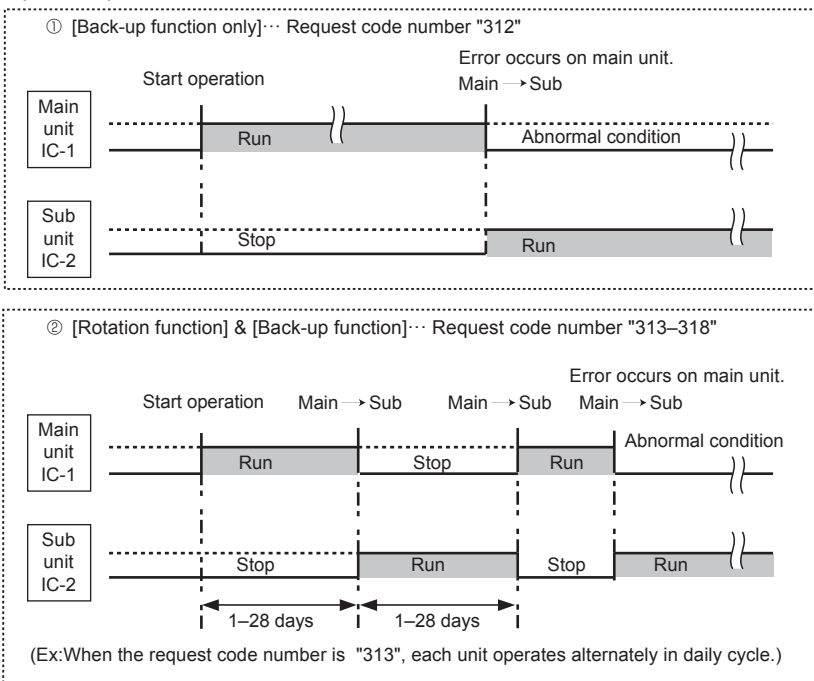 ① [Back-up function only]··· Request code number "312"
Error occurs on main unit.
Start operation
Main → Sub
Main
unit
IC-1
Run
Abnormal condition
Sub
unit
IC-2
Stop
Run
② [Rotation function] & [Back-up function]··· Request code number "313–318"
Error occurs on main unit.
Start operation
Main → Sub
Main → Sub
Main → Sub
Main
unit
IC-1
Run
Stop
Run
Abnormal condition
Sub
unit
IC-2
Stop
Run
Stop
Run
1–28 days
1–28 days
(Ex:When the request code number is "313", each unit operates alternately in daily cycle.)